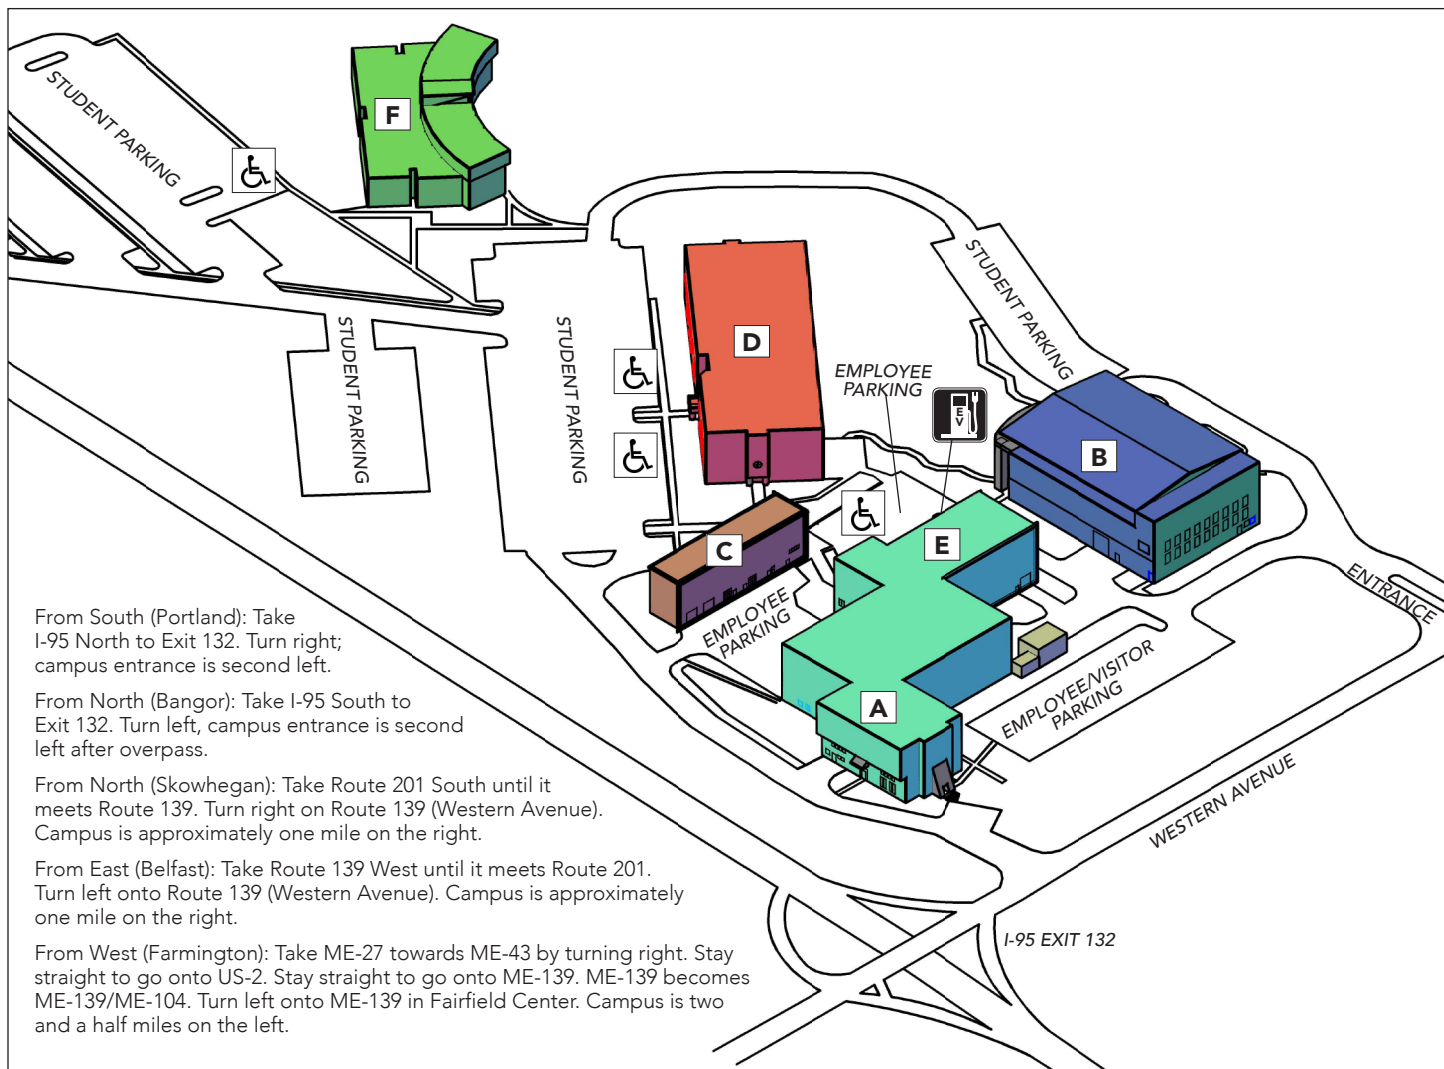 F
STUDENT PARKING
STUDENT PARKING
D
EMPLOYEE
PARKING
E
V
B
STUDENT PARKING
STUDENT PARKING
C
E
ENTRANCE
EMPLOYEE
PARKING
EMPLOYEE/VISITOR
PARKING
A
WESTERN AVENUE
I-95 EXIT 132
From South (Portland): Take
I-95 North to Exit 132. Turn right;
campus entrance is second left.
From North (Bangor): Take I-95 South to
Exit 132. Turn left, campus entrance is second
left after overpass.
From North (Skowhegan): Take Route 201 South until it
meets Route 139. Turn right on Route 139 (Western Avenue).
Campus is approximately one mile on the right.
From East (Belfast): Take Route 139 West until it meets Route 201.
Turn left onto Route 139 (Western Avenue). Campus is approximately
one mile on the right.
From West (Farmington): Take ME-27 towards ME-43 by turning right. Stay
straight to go onto US-2. Stay straight to go onto ME-139. ME-139 becomes
ME-139/ME-104. Turn left onto ME-139 in Fairfield Center. Campus is two
and a half miles on the left.